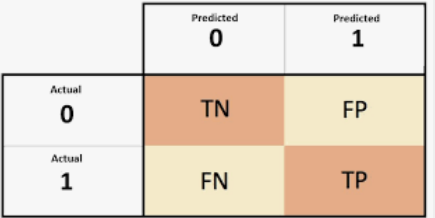 Predicted Predicted
0 1
Actual
0 TN FP
Actual
1 FN TP